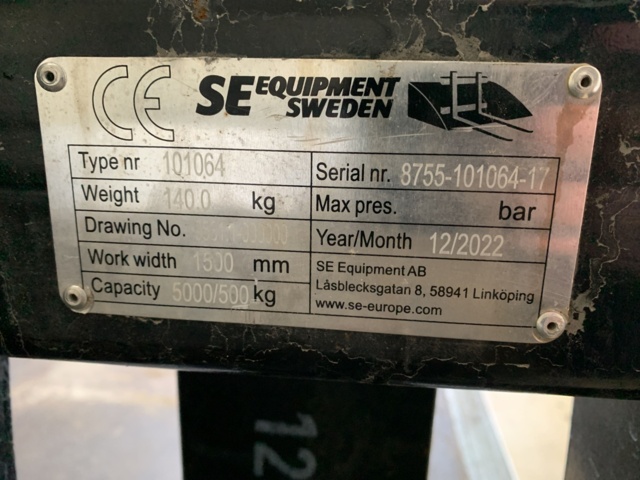 CE SE EQUIPMENT SWEDEN
Type nr 101064
Weight 140.0 kg
Drawing No.
Work width 1500 mm
Capacity 5000/500 kg
Serial nr. 8755-101064-17
Max pres. bar
Year/Month 12/2022
SE Equipment AB
Låsblecksgatan 8, 58941 Linköping
www.se-europe.com
12